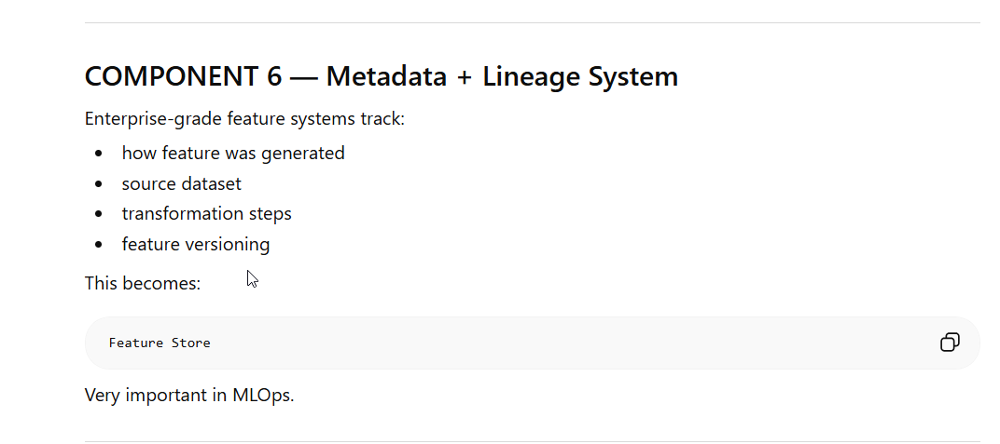 COMPONENT 6 — Metadata + Lineage System
Enterprise-grade feature systems track:
how feature was generated
source dataset
transformation steps
feature versioning
This becomes:
Feature Store
Very important in MLOps.